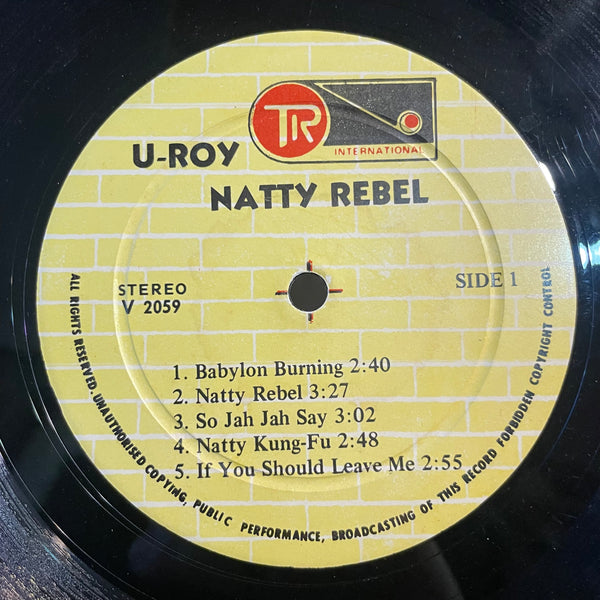 TR
INTERNATIONAL
U-ROY
NATTY REBEL
STEREO
V 2059
SIDE 1
1. Babylon Burning 2:40
2. Natty Rebel 3:27
3. So Jah Jah Say 3:02
4. Natty Kung-Fu 2:48
5. If You Should Leave Me 2:55
ALL RIGHTS RESERVED. UNAUTHORISED COPYING, PUBLIC PERFORMANCE, BROADCASTING OF THIS RECORD FORBIDDEN COPYRIGHT CONTROL